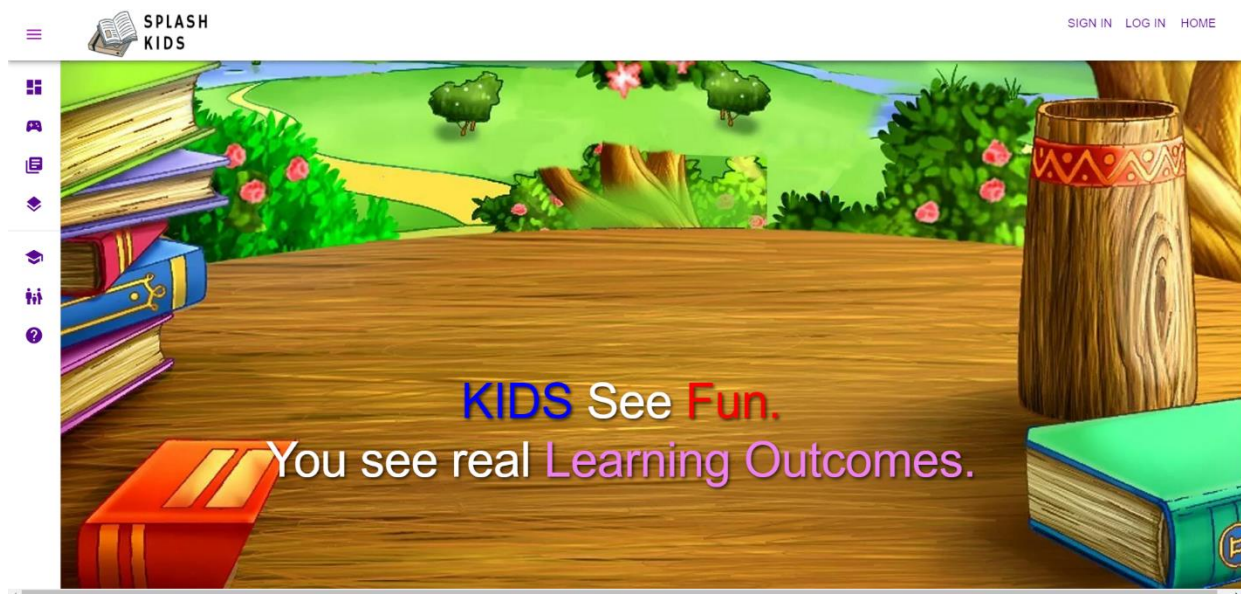 SPLASH
KIDS
SIGN IN LOG IN HOME
KIDS See Fun.
You see real Learning Outcomes.